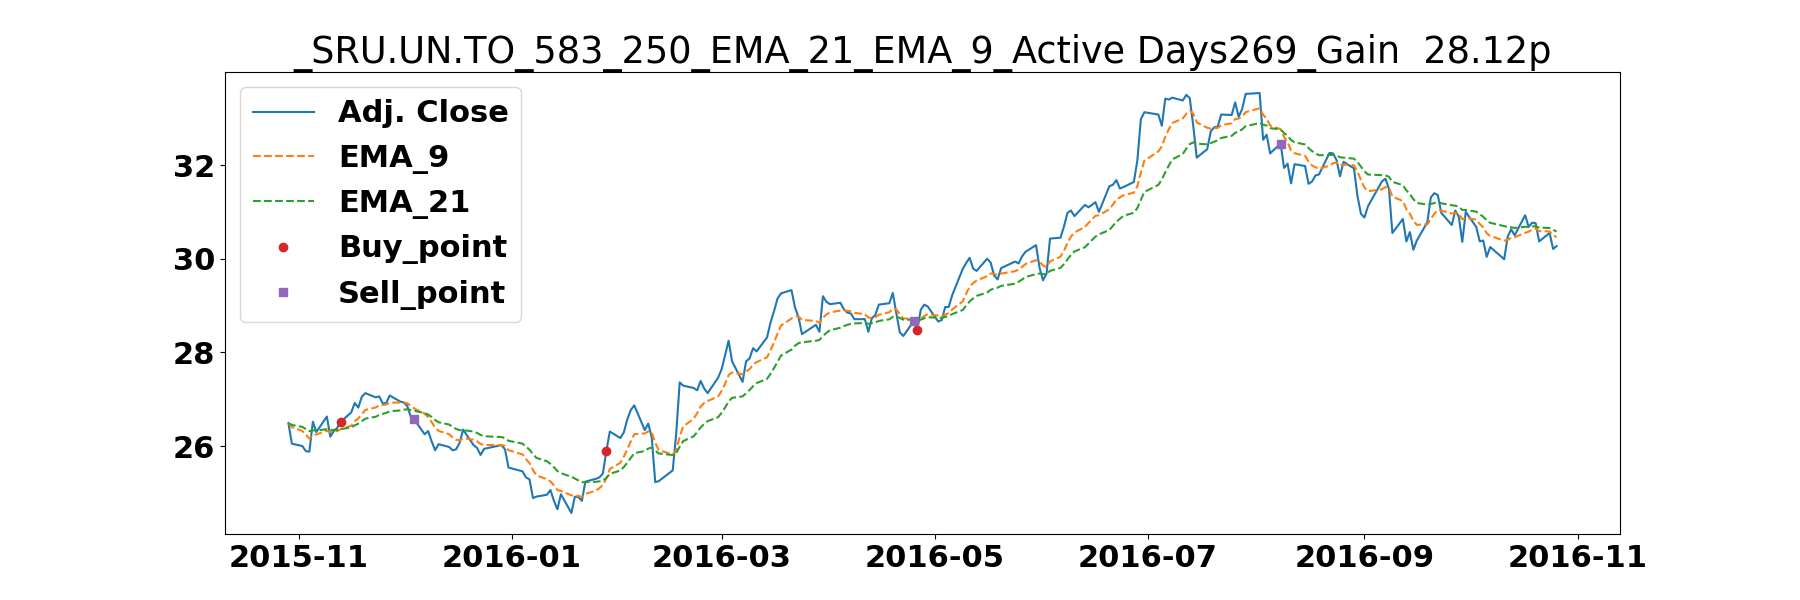 _SRU.UN.TO_583_250_EMA_21_EMA_9_Active Days269_Gain  28.12p
Adj. Close
EMA_9
EMA_21
Buy_point
Sell_point
32
30
28
26
2015-11 2016-01 2016-03 2016-05 2016-07 2016-09 2016-11